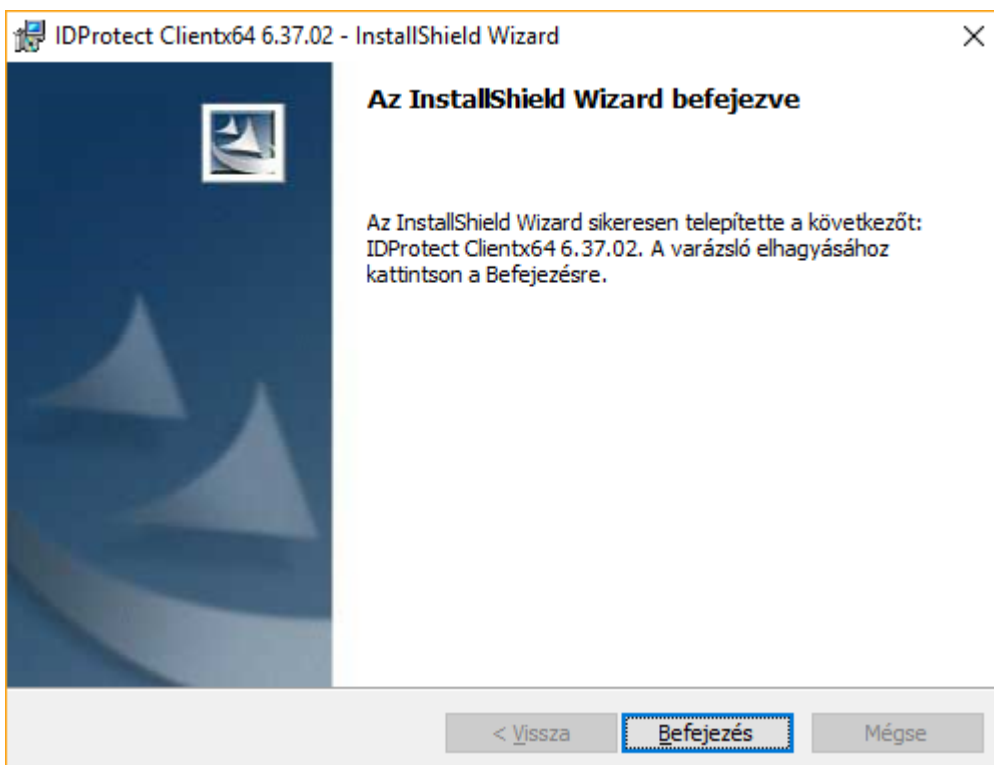 IDProtect Clientx64 6.37.02 - InstallShield Wizard
Az InstallShield Wizard befejezve
Az InstallShield Wizard sikeresen telepítette a következőt:
IDProtect Clientx64 6.37.02. A varázsló elhagyásához
kattintson a Befejezésre.
< Vissza
Befejezés
Mégse